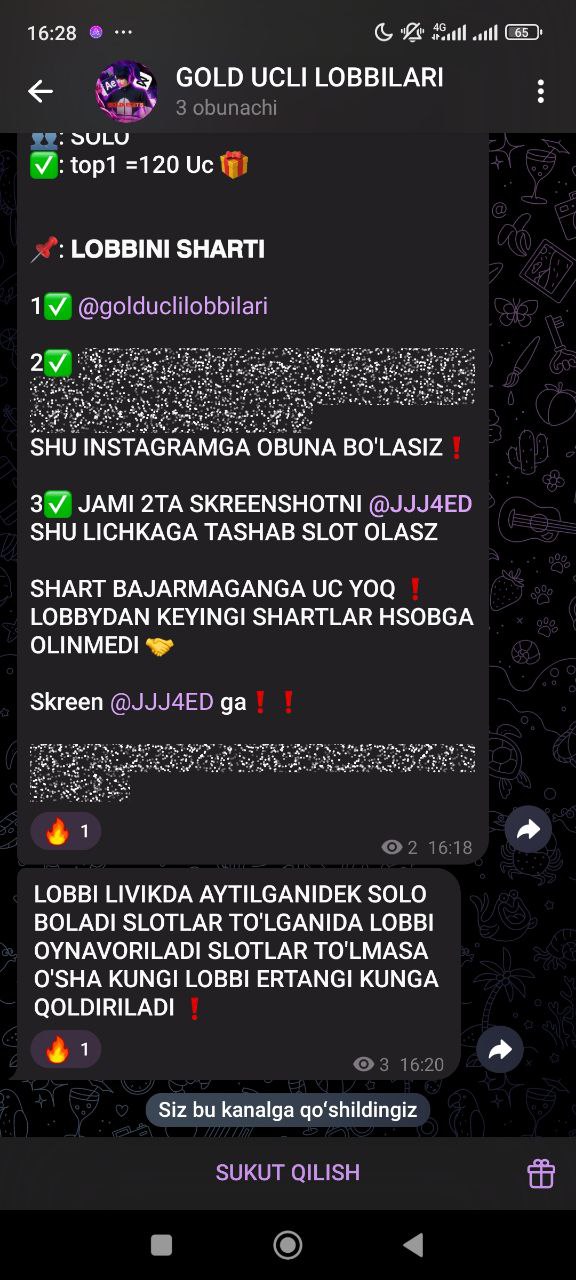 16:28
4G
65
GOLD UCLI LOBBILARI
3 obunachi
👥: SOLO
✅: top1 =120 Uc 🎁
📌: LOBBINI SHARTI
1✅ @golduclilobbilari
2✅
SHU INSTAGRAMGA OBUNA BO'LASIZ❗
3✅ JAMI 2TA SKREENSHOTNI @JJJ4ED
SHU LICHKAGA TASHAB SLOT OLASZ
SHART BAJARMAGANGA UC YOQ ❗
LOBBYDAN KEYINGI SHARTLAR HSOBGA
OLINMEDI 🤝
Skreen @JJJ4ED ga❗❗
🔥 1
2 16:18
LOBBI LIVIKDA AYTILGANIDEK SOLO
BOLADI SLOTLAR TO'LGANIDA LOBBI
OYNAVORILADI SLOTLAR TO'LMASA
O'SHA KUNGI LOBBI ERTANGI KUNGA
QOLDIRILADI ❗
🔥 1
3 16:20
Siz bu kanalga qo‘shildingiz
SUKUT QILISH